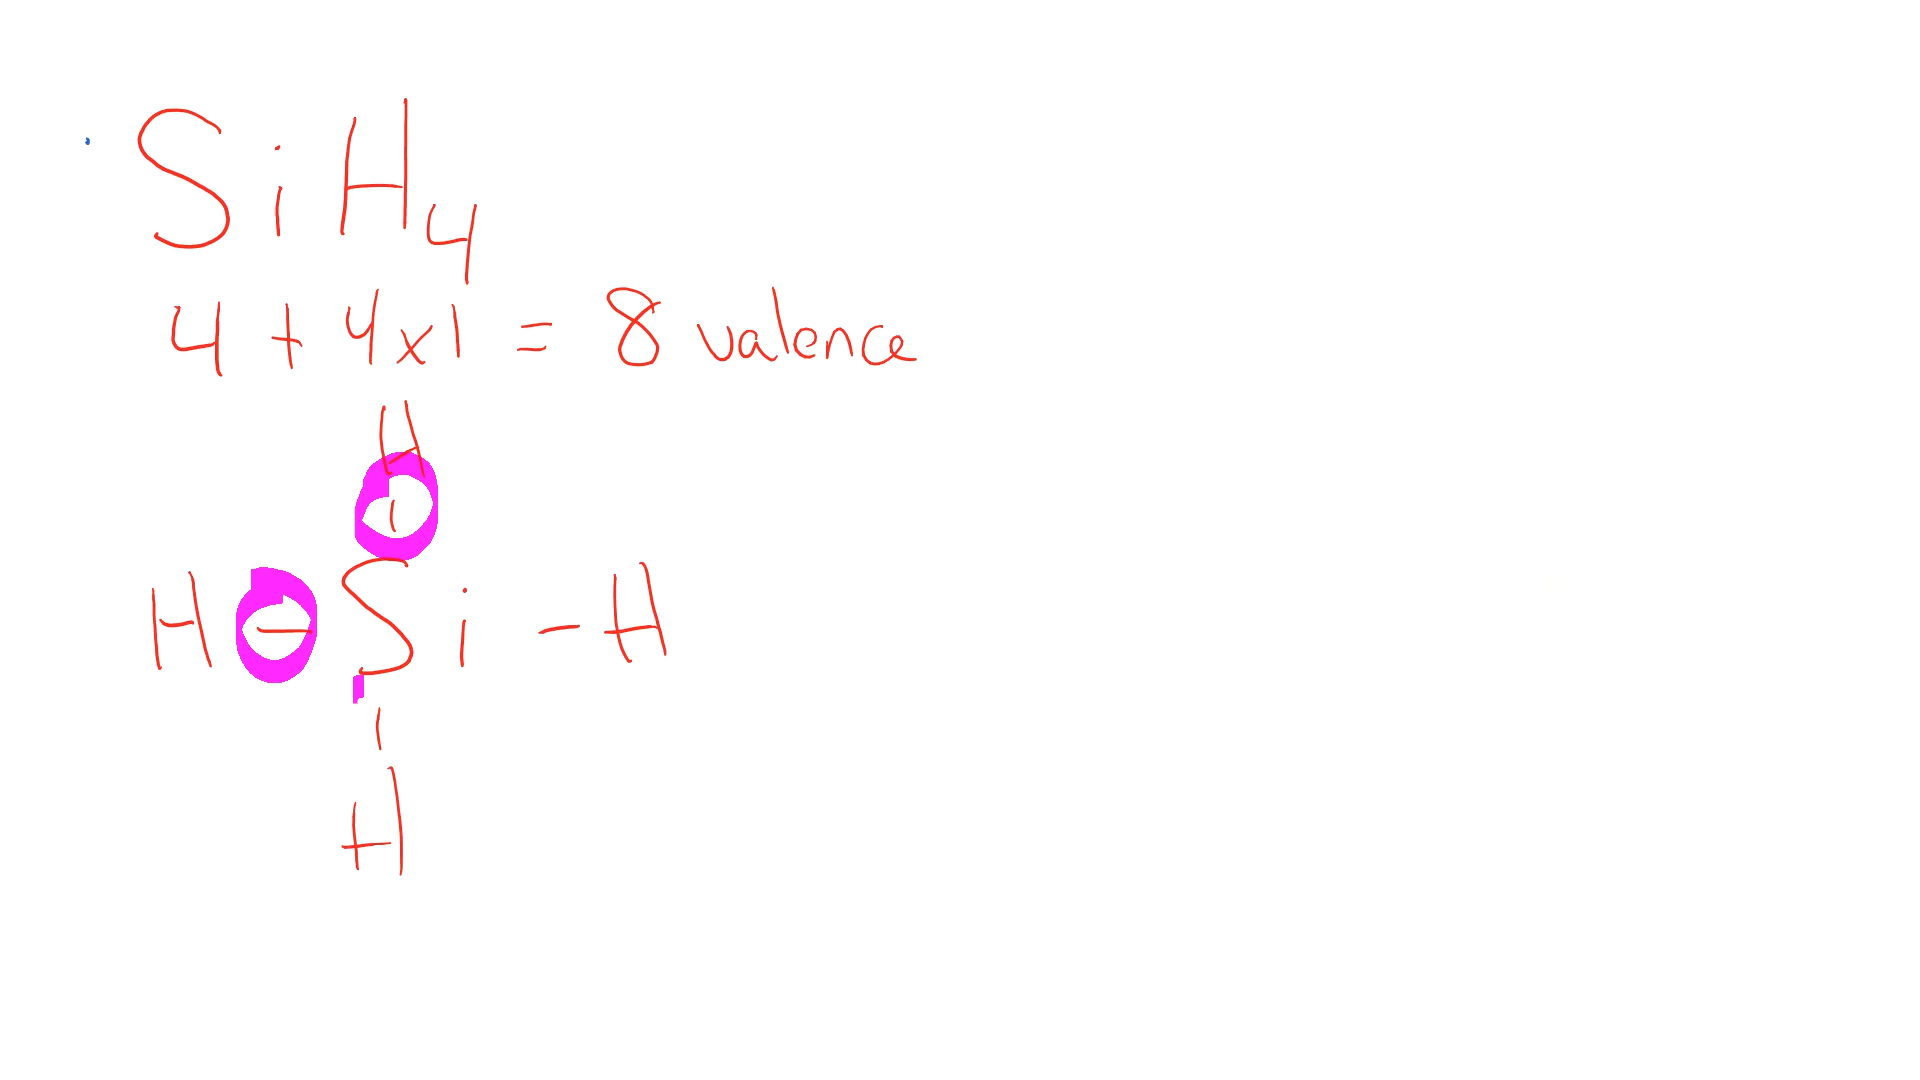 SiH4
4 + 4x1 = 8 valence
H
H - Si - H
H